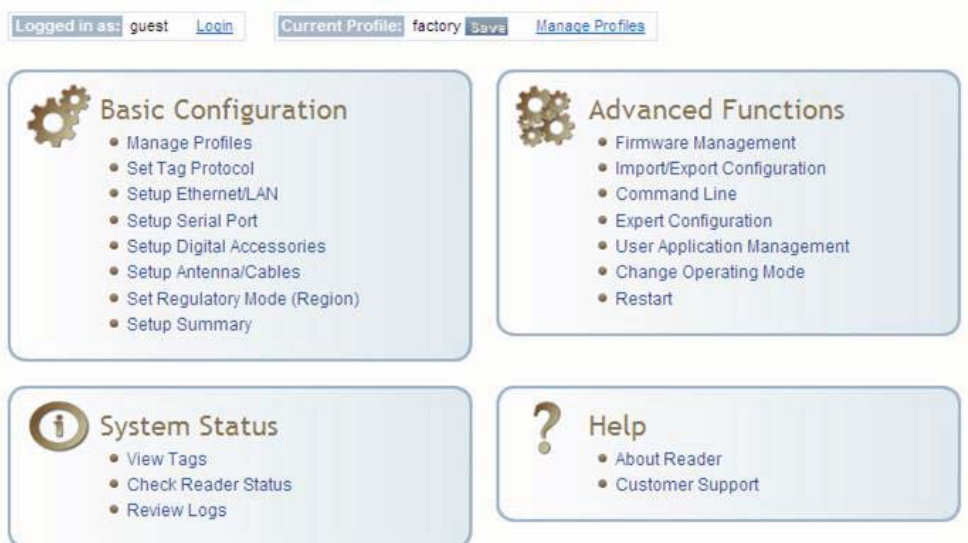 Logged in as: guest Login Current Profile: factory Save Manage Profiles
Basic Configuration
Manage Profiles
Set Tag Protocol
Setup Ethernet/LAN
Setup Serial Port
Setup Digital Accessories
Setup Antenna/Cables
Set Regulatory Mode (Region)
Setup Summary
Advanced Functions
Firmware Management
Import/Export Configuration
Command Line
Expert Configuration
User Application Management
Change Operating Mode
Restart
System Status
View Tags
Check Reader Status
Review Logs
Help
About Reader
Customer Support